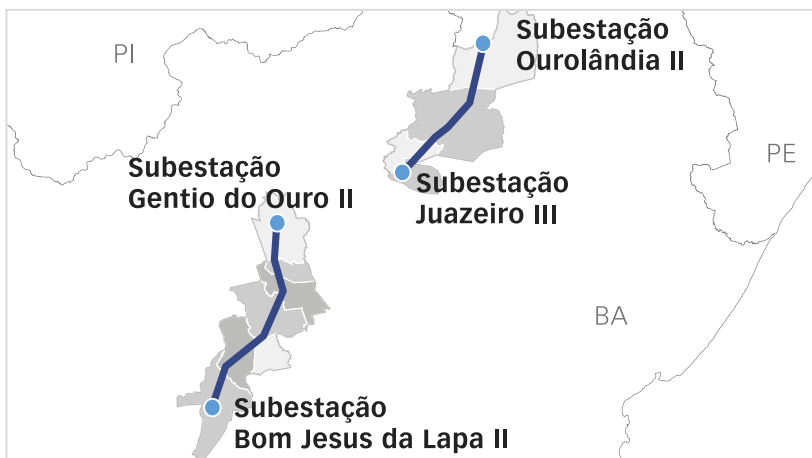 PI
Subestação
Ourolândia II
Subestação
Gentio do Ouro II
Subestação
Juazeiro III
PE
BA
Subestação
Bom Jesus da Lapa II